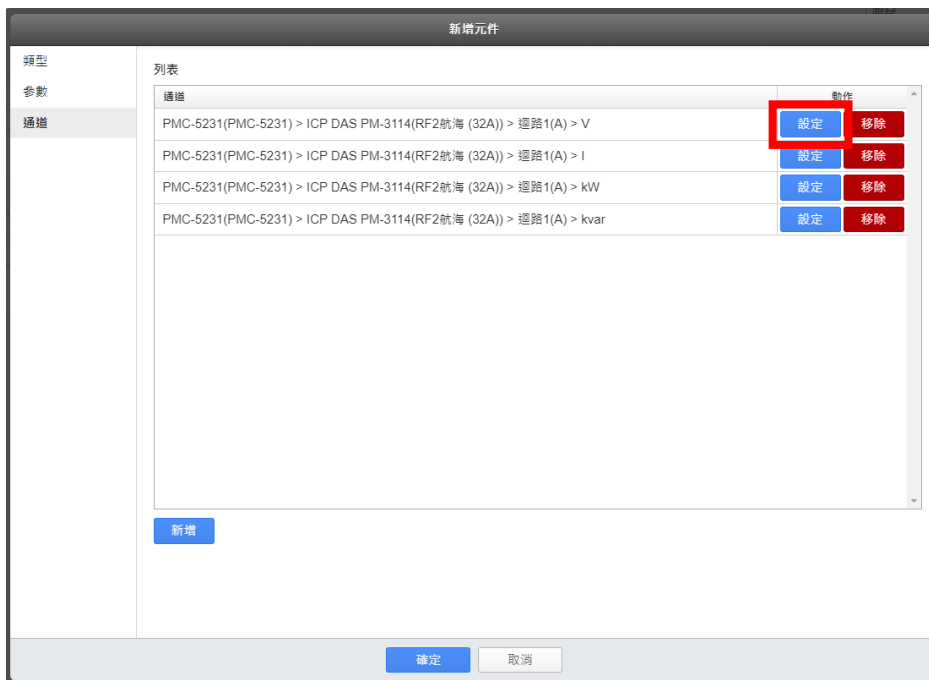 新增元件
類型
參數
通道
列表
通道 動作
PMC-5231(PMC-5231) > ICP DAS PM-3114(RF2航海 (32A)) > 迴路1(A) > V 設定 移除
PMC-5231(PMC-5231) > ICP DAS PM-3114(RF2航海 (32A)) > 迴路1(A) > I 設定 移除
PMC-5231(PMC-5231) > ICP DAS PM-3114(RF2航海 (32A)) > 迴路1(A) > kW 設定 移除
PMC-5231(PMC-5231) > ICP DAS PM-3114(RF2航海 (32A)) > 迴路1(A) > kvar 設定 移除
新增
確定 取消